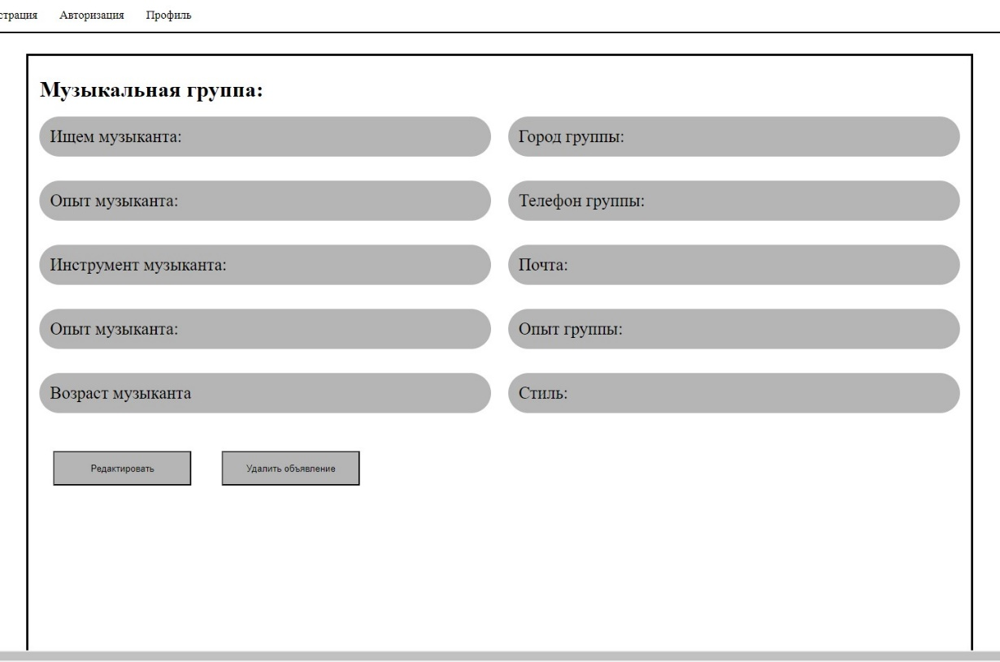 страция Авторизация Профиль
Музыкальная группа:
Ищем музыканта: Город группы:
Опыт музыканта: Телефон группы:
Инструмент музыканта: Почта:
Опыт музыканта: Опыт группы:
Возраст музыканта Стиль:
Редактировать Удалить объявление